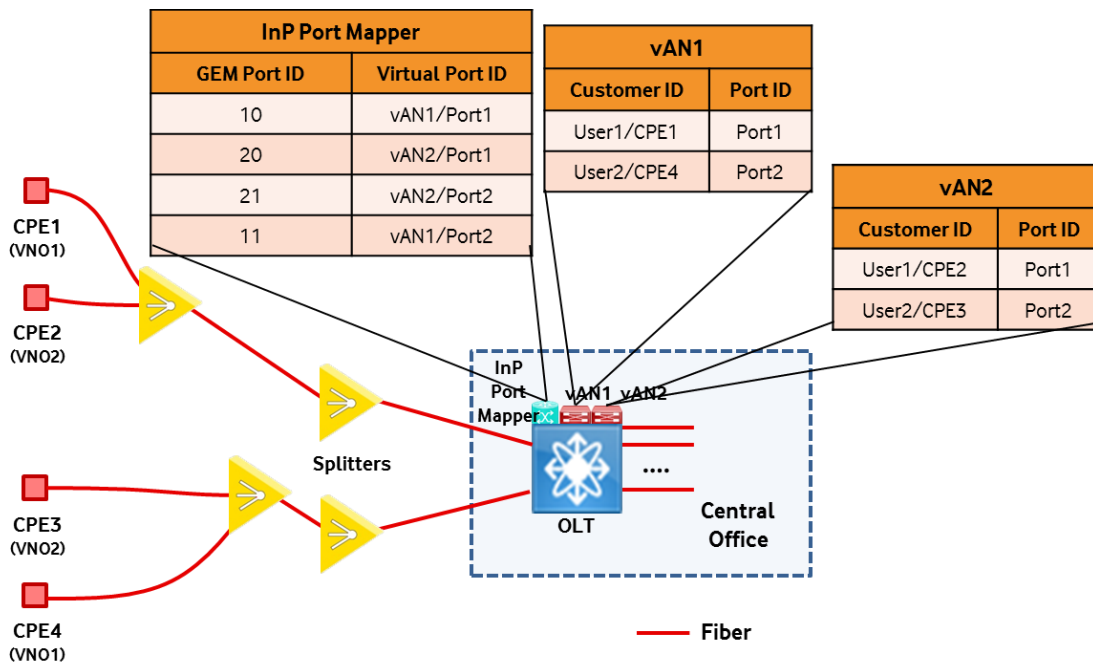 InP Port Mapper
GEM Port ID Virtual Port ID
10 vAN1/Port1
20 vAN2/Port1
21 vAN2/Port2
11 vAN1/Port2
vAN1
Customer ID Port ID
User1/CPE1 Port1
User2/CPE4 Port2
vAN2
Customer ID Port ID
User1/CPE2 Port1
User2/CPE3 Port2
CPE1
(VNO1)
CPE2
(VNO2)
CPE3
(VNO2)
CPE4
(VNO1)
Splitters
InP
Port
Mapper
vAN1 vAN2
OLT
....
Central
Office
Fiber